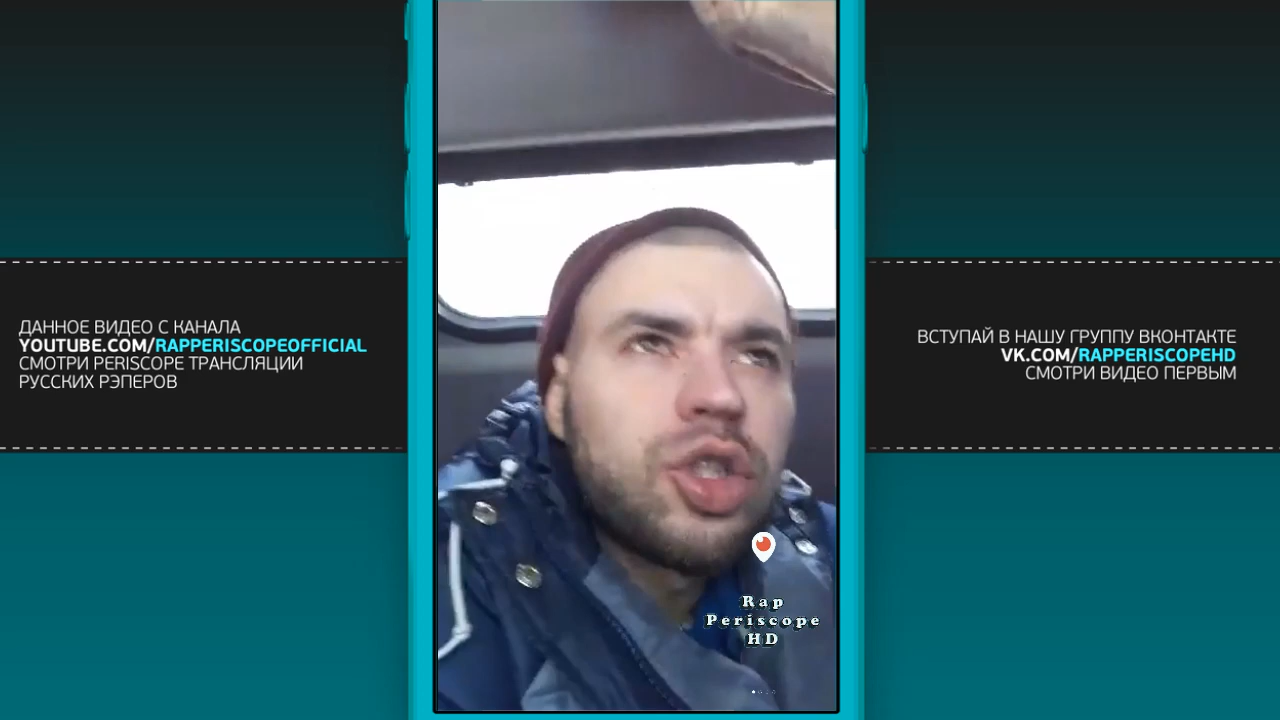 ДАННОЕ ВИДЕО С КАНАЛА
YOUTUBE.COM/RAPPERISCOPEOFFICIAL
СМОТРИ PERISCOPE ТРАНСЛЯЦИИ
РУССКИХ РЭПЕРОВ
ВСТУПАЙ В НАШУ ГРУППУ ВКОНТАКТЕ
VK.COM/RAPPERISCOPEHD
СМОТРИ ВИДЕО ПЕРВЫМ
Rap
Periscope
HD